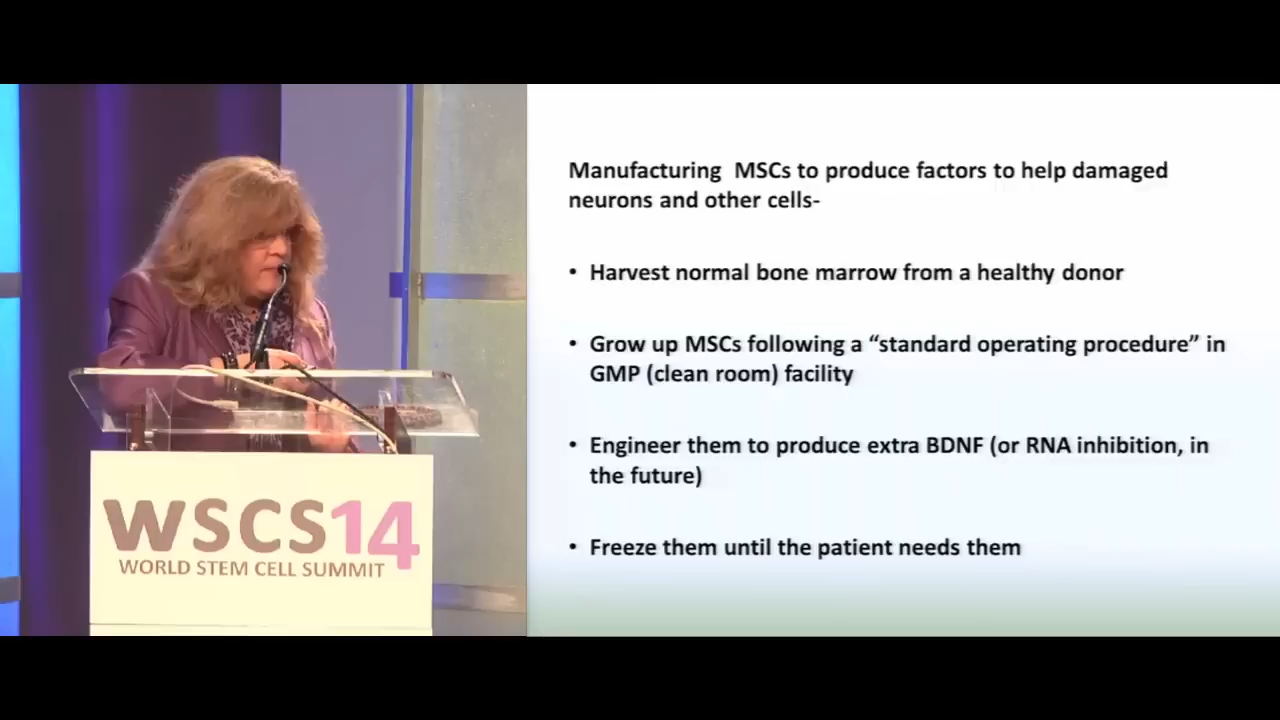 Manufacturing MSCs to produce factors to help damaged
neurons and other cells-
• Harvest normal bone marrow from a healthy donor
• Grow up MSCs following a “standard operating procedure” in
GMP (clean room) facility
• Engineer them to produce extra BDNF (or RNA inhibition, in
the future)
• Freeze them until the patient needs them
WSCS14
WORLD STEM CELL SUMMIT